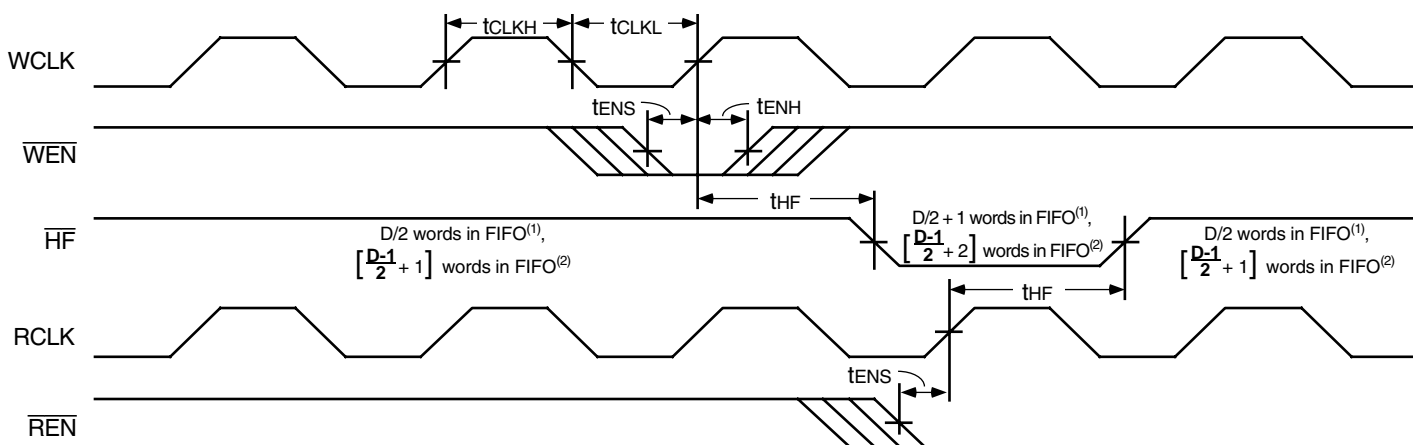 tCLKH
tCLKL
WCLK
tENS
tENH
WEN
tHF
HF
D/2 words in FIFO(1),
[D-1/2 + 1] words in FIFO(2)
D/2 + 1 words in FIFO(1),
[D-1/2 + 2] words in FIFO(2)
D/2 words in FIFO(1),
[D-1/2 + 1] words in FIFO(2)
tHF
RCLK
tENS
REN